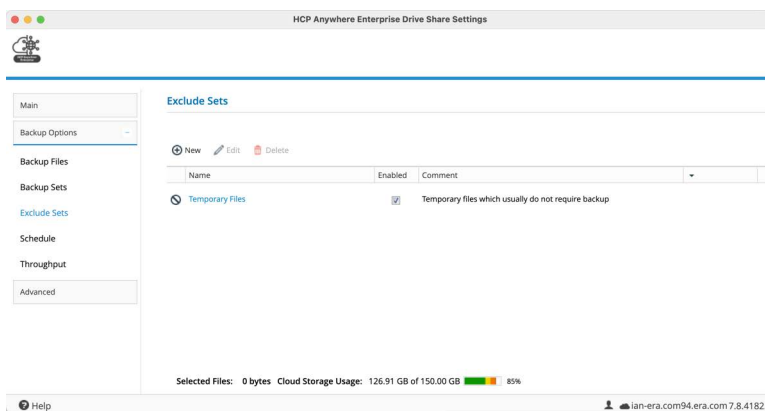 HCP Anywhere Enterprise Drive Share Settings
Main
Backup Options
Backup Files
Backup Sets
Exclude Sets
Schedule
Throughput
Advanced
Exclude Sets
New Edit Delete
Name Enabled Comment
Temporary Files Temporary files which usually do not require backup
Selected Files: 0 bytes Cloud Storage Usage: 126.91 GB of 150.00 GB 85%
Help ian-era.com94.era.com 7.8.4182